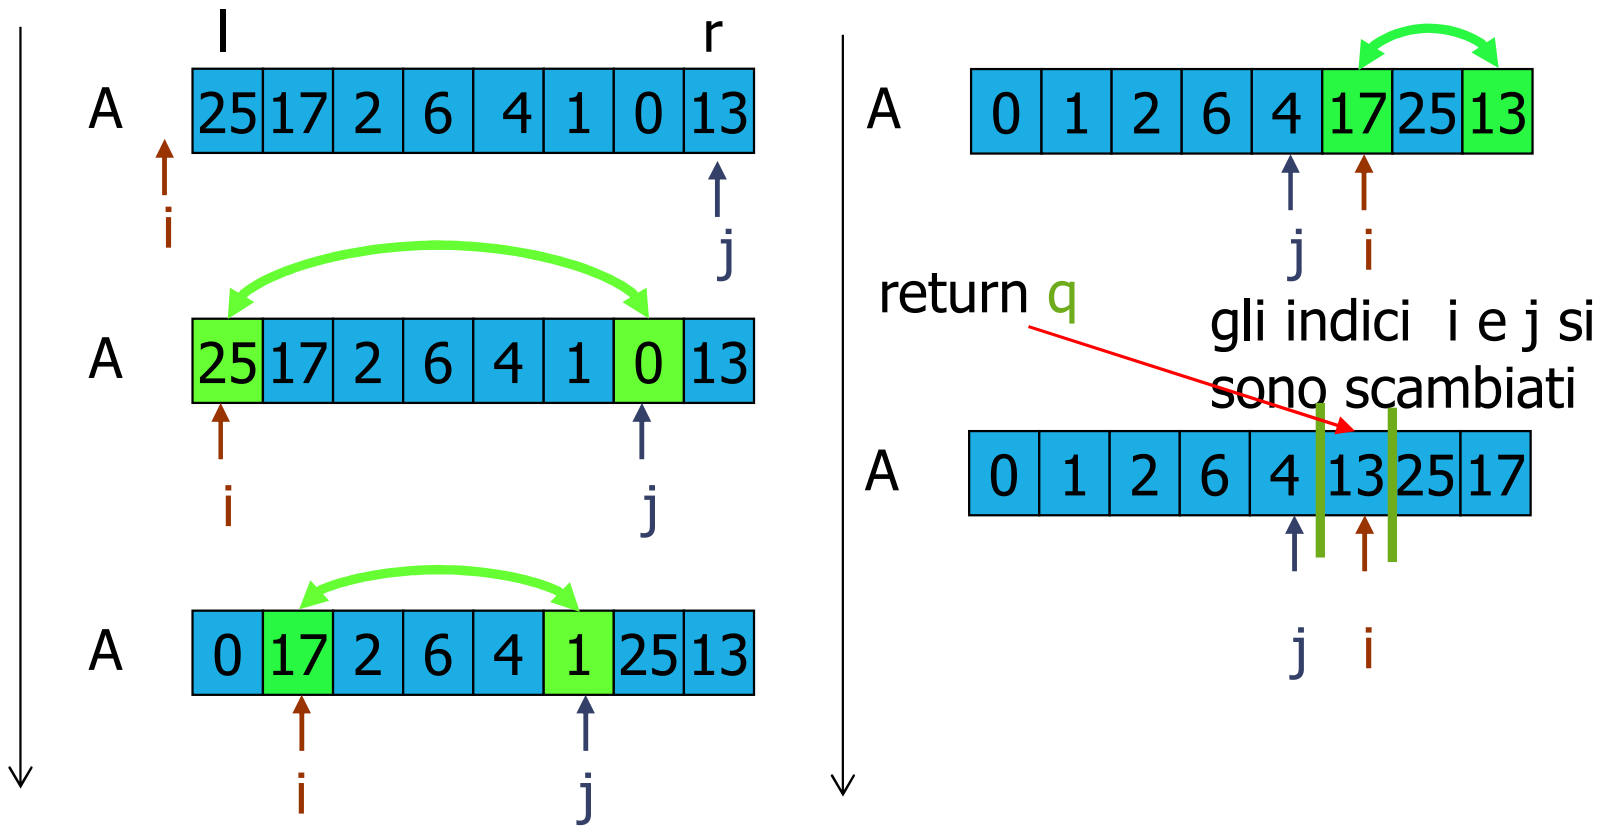 l r
A 25 17 2 6 4 1 0 13
i
j
A 25 17 2 6 4 1 0 13
i j
A 0 17 2 6 4 1 25 13
i j
A 0 1 2 6 4 17 25 13
j i
return q
gli indici i e j si
sono scambiati
A 0 1 2 6 4 13 25 17
j i